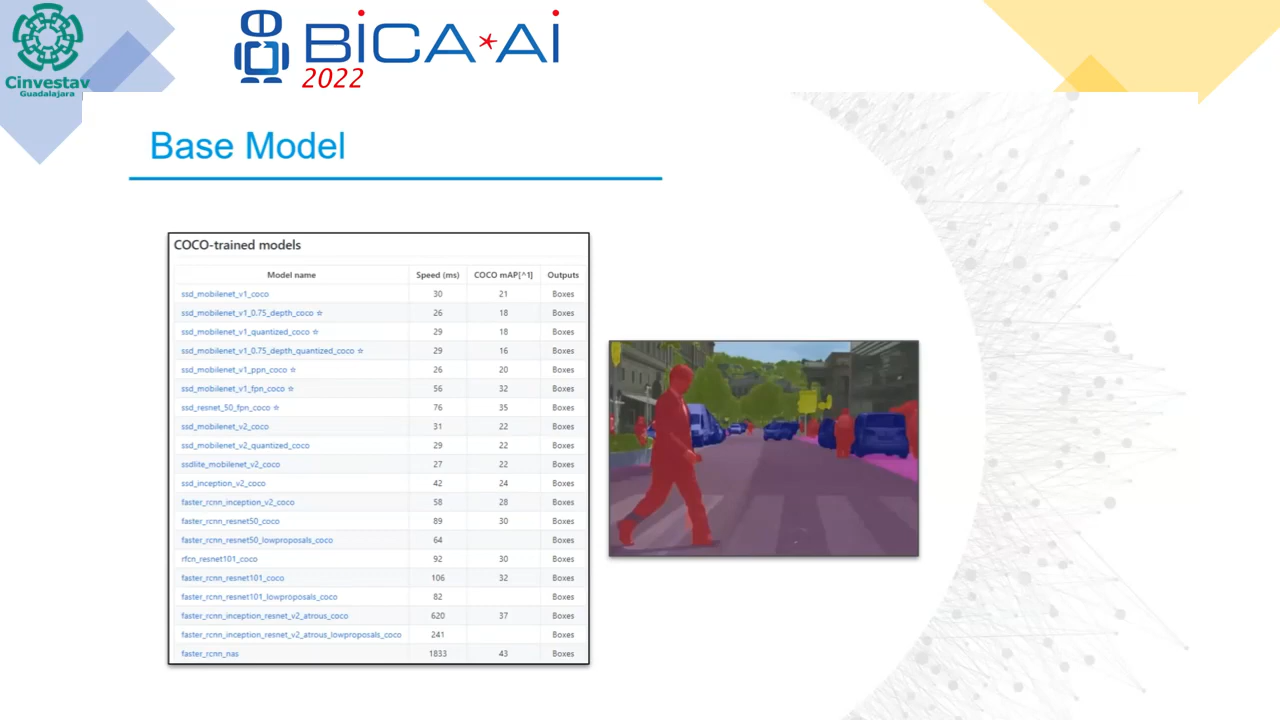 Cinvestav
Guadalajara
BiCA*Ai
2022
Base Model
COCO-trained models
Model name Speed (ms) COCO mAP[^1] Outputs
ssd_mobilenet_v1_coco 30 21 Boxes
ssd_mobilenet_v1_0.75_depth_coco ☆ 26 18 Boxes
ssd_mobilenet_v1_quantized_coco ☆ 29 18 Boxes
ssd_mobilenet_v1_0.75_depth_quantized_coco ☆ 29 16 Boxes
ssd_mobilenet_v1_ppn_coco ☆ 26 20 Boxes
ssd_mobilenet_v1_fpn_coco ☆ 56 32 Boxes
ssd_resnet_50_fpn_coco ☆ 76 35 Boxes
ssd_mobilenet_v2_coco 31 22 Boxes
ssd_mobilenet_v2_quantized_coco 29 22 Boxes
ssdlite_mobilenet_v2_coco 27 22 Boxes
ssd_inception_v2_coco 42 24 Boxes
faster_rcnn_inception_v2_coco 58 28 Boxes
faster_rcnn_resnet50_coco 89 30 Boxes
faster_rcnn_resnet50_lowproposals_coco 64 Boxes
rfcn_resnet101_coco 92 30 Boxes
faster_rcnn_resnet101_coco 106 32 Boxes
faster_rcnn_resnet101_lowproposals_coco 82 Boxes
faster_rcnn_inception_resnet_v2_atrous_coco 620 37 Boxes
faster_rcnn_inception_resnet_v2_atrous_lowproposals_coco 241 Boxes
faster_rcnn_nas 1833 43 Boxes